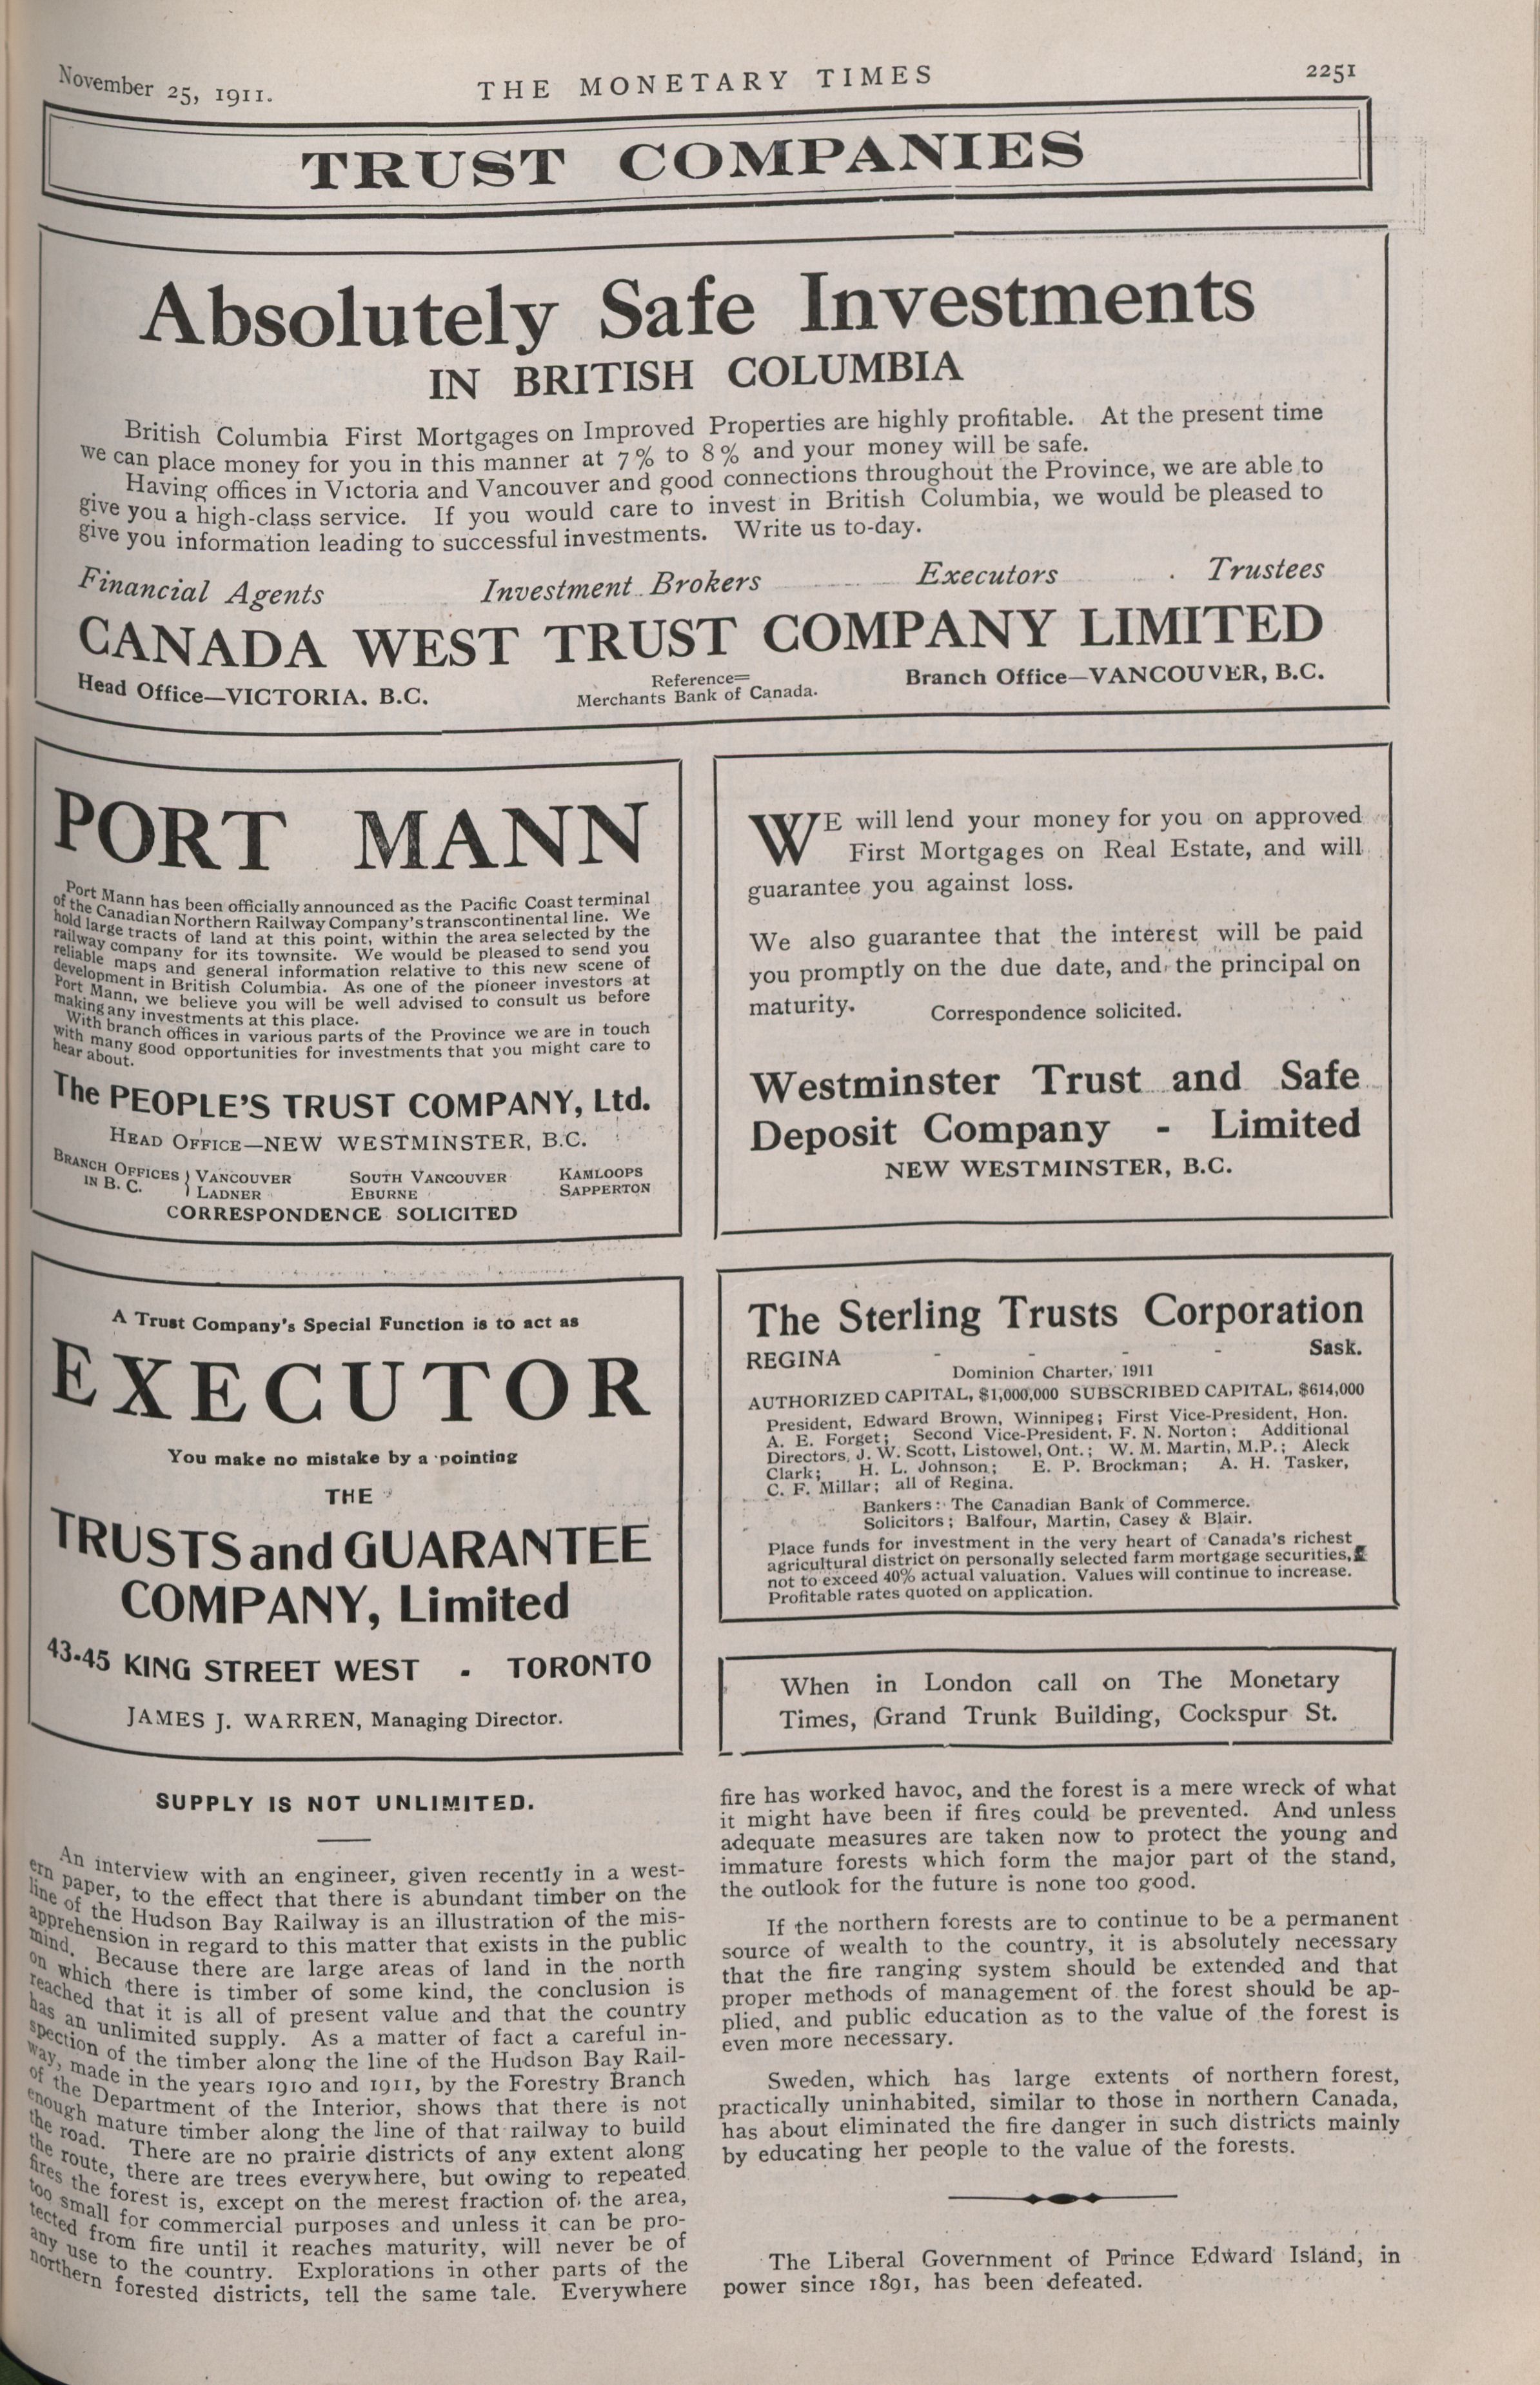 November 25, 1911.
THE MONETARY TIMES
2251
TRUST COMPANIES
Absolutely Safe Investments
IN BRITISH COLUMBIA
British Columbia First Mortgages on Improved Properties are highly profitable. At the present time
we can place money for you in this manner at 7% to 8% and your money will be safe.
Having offices in Victoria and Vancouver and good connections throughout the Province, we are able to
give you a high-class service. If you would care to invest in British Columbia, we would be pleased to
give you information leading to successful investments. Write us to-day.
Financial Agents Investment Brokers Executors Trustees
CANADA WEST TRUST COMPANY LIMITED
Head Office—VICTORIA. B.C.
Reference=
Merchants Bank of Canada.
Branch Office—VANCOUVER, B.C.
PORT MANN
Port Mann has been officially announced as the Pacific Coast terminal
of the Canadian Northern Railway Company's transcontinental line. We
hold large tracts of land at this point, within the area selected by the
railway company for its townsite. We would be pleased to send you
reliable maps and general information relative to this new scene of
development in British Columbia. As one of the pioneer investors at
Port Mann, we believe you will be well advised to consult us before
making any investments at this place.
With branch offices in various parts of the Province we are in touch
with many good opportunities for investments that you might care to
hear about.
The PEOPLE'S TRUST COMPANY, Ltd.
HEAD OFFICE—NEW WESTMINSTER, B.C.
BRANCH OFFICES } VANCOUVER SOUTH VANCOUVER KAMLOOPS
IN B. C. } LADNER EBURNE SAPPERTON
CORRESPONDENCE SOLICITED
WE will lend your money for you on approved
First Mortgages on Real Estate, and will
guarantee you against loss.
We also guarantee that the interest will be paid
you promptly on the due date, and the principal on
maturity. Correspondence solicited.
Westminster Trust and Safe
Deposit Company - Limited
NEW WESTMINSTER, B.C.
A Trust Company's Special Function is to act as
EXECUTOR
You make no mistake by a pointing
THE
TRUSTS and GUARANTEE
COMPANY, Limited
43-45 KING STREET WEST - TORONTO
JAMES J. WARREN, Managing Director.
The Sterling Trusts Corporation
REGINA - - - - Sask.
Dominion Charter, 1911
AUTHORIZED CAPITAL, $1,000,000 SUBSCRIBED CAPITAL, $614,000
President, Edward Brown, Winnipeg; First Vice-President, Hon.
A. E. Forget; Second Vice-President, F. N. Norton; Additional
Directors, J. W. Scott, Listowel, Ont.; W. M. Martin, M.P.; Aleck
Clark; H. L. Johnson; E. P. Brockman; A. H. Tasker,
C. F. Millar; all of Regina.
Bankers: The Canadian Bank of Commerce.
Solicitors; Balfour, Martin, Casey & Blair.
Place funds for investment in the very heart of Canada's richest
agricultural district on personally selected farm mortgage securities,
not to exceed 40% actual valuation. Values will continue to increase.
Profitable rates quoted on application.
When in London call on The Monetary
Times, Grand Trunk Building, Cockspur St.
SUPPLY IS NOT UNLIMITED.
An interview with an engineer, given recently in a west-
ern paper, to the effect that there is abundant timber on the
line of the Hudson Bay Railway is an illustration of the mis-
apprehension in regard to this matter that exists in the public
mind. Because there are large areas of land in the north
on which there is timber of some kind, the conclusion is
reached that it is all of present value and that the country
has an unlimited supply. As a matter of fact a careful in-
spection of the timber along the line of the Hudson Bay Rail-
way, made in the years 1910 and 1911, by the Forestry Branch
of the Department of the Interior, shows that there is not
enough mature timber along the line of that railway to build
the road. There are no prairie districts of any extent along
the route, there are trees everywhere, but owing to repeated
fires the forest is, except on the merest fraction of the area,
too small for commercial purposes and unless it can be pro-
tected from fire until it reaches maturity, will never be of
any use to the country. Explorations in other parts of the
northern forested districts, tell the same tale. Everywhere
fire has worked havoc, and the forest is a mere wreck of what
it might have been if fires could be prevented. And unless
adequate measures are taken now to protect the young and
immature forests which form the major part of the stand,
the outlook for the future is none too good.
If the northern forests are to continue to be a permanent
source of wealth to the country, it is absolutely necessary
that the fire ranging system should be extended and that
proper methods of management of the forest should be ap-
plied, and public education as to the value of the forest is
even more necessary.
Sweden, which has large extents of northern forest,
practically uninhabited, similar to those in northern Canada,
has about eliminated the fire danger in such districts mainly
by educating her people to the value of the forests.
The Liberal Government of Prince Edward Island, in
power since 1891, has been defeated.